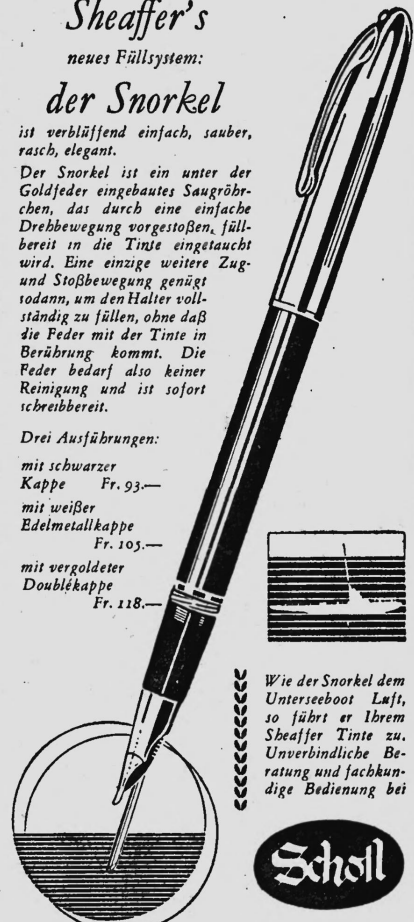 Sheaffer's
neues Füllsystem:
der Snorkel
ist verblüffend einfach, sauber,
rasch, elegant.
Der Snorkel ist ein unter der
Goldfeder eingebautes Saugröhr-
chen, das durch eine einfache
Drehbewegung vorgestoßen, füll-
bereit in die Tinte eingetaucht
wird. Eine einzige weitere Zug-
und Stoßbewegung genügt
sodann, um den Halter voll-
ständig zu füllen, ohne daß
die Feder mit der Tinte in
Berührung kommt. Die
Feder bedarf also keiner
Reinigung und ist sofort
schreibbereit.
Drei Ausführungen:
mit schwarzer
Kappe Fr. 93.—
mit weißer
Edelmetallkappe
Fr. 105.—
mit vergoldeter
Doublékappe
Fr. 118.—
Wie der Snorkel dem
Unterseeboot Luft,
so führt er Ihrem
Sheaffer Tinte zu.
Unverbindliche Be-
ratung und fachkun-
dige Bedienung bei
Scholl